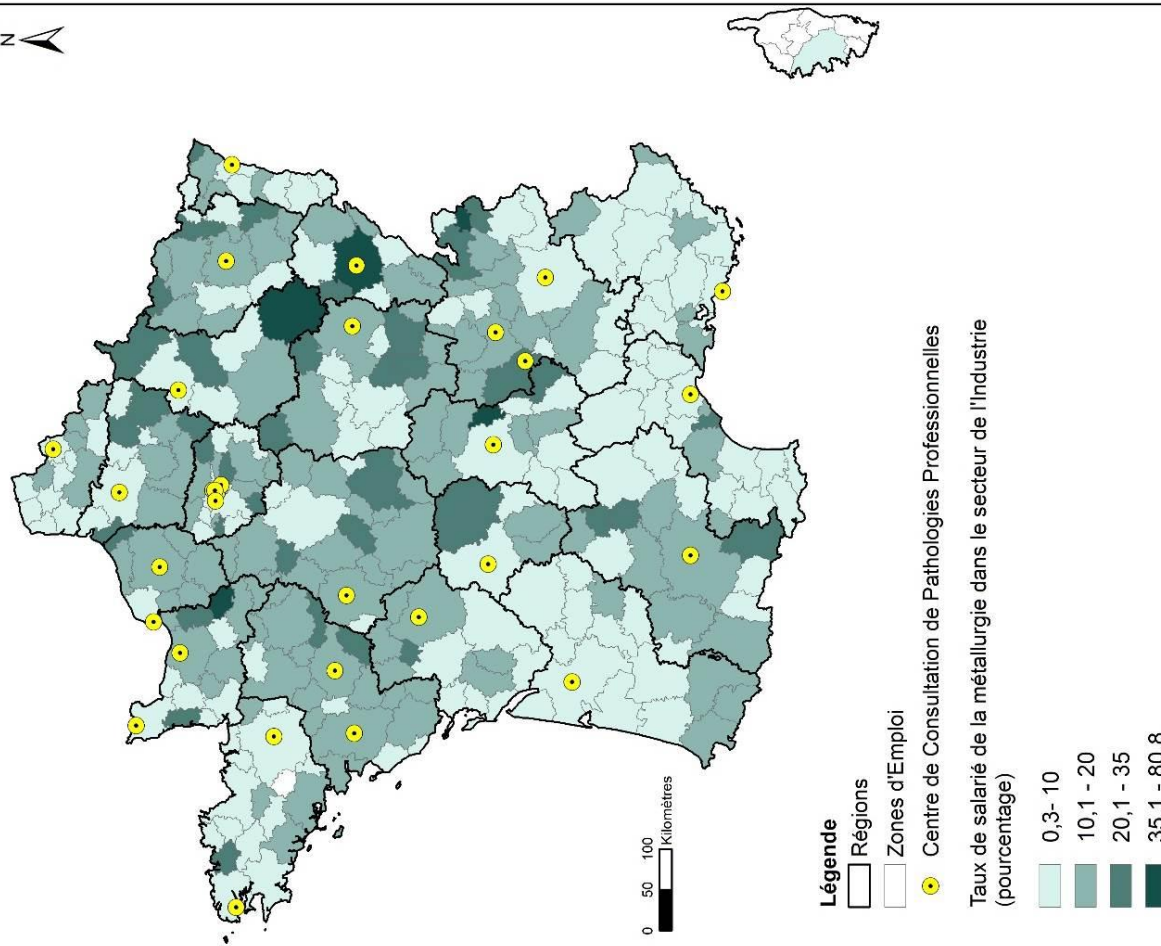 N
0 50 100
Kilomètres
Légende
Régions
Zones d'Emploi
Centre de Consultation de Pathologies Professionnelles
Taux de salarié de la métallurgie dans le secteur de l'Industrie
(pourcentage)
0,3- 10
10,1 - 20
20,1 - 35
35,1 - 80,8